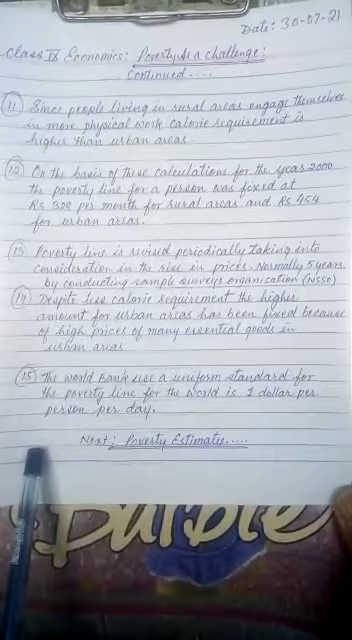 Date: 30-07-21
Class IX Economics: Poverty As a challenge:
Continued....
11 Since people living in rural areas engage themselves
in more physical work calorie requirement is
higher than urban areas.
12 On the basis of these calculations for the year 2000
the poverty line for a person was fixed at
Rs 328 per month for rural areas and Rs 454
for urban areas.
13 Poverty line is revised periodically taking into
consideration in the rise in prices. Normally 5 years.
by conducting sample surveys organisation (NSSO)
14 Despite less calorie requirement the higher
amount for urban areas has been fixed because
of high prices of many essential goods in
urban areas.
15 The World Bank use a uniform standard for
the poverty line for the World is 1 dollar per
person per day.
Next: Poverty Estimates....
Barbie